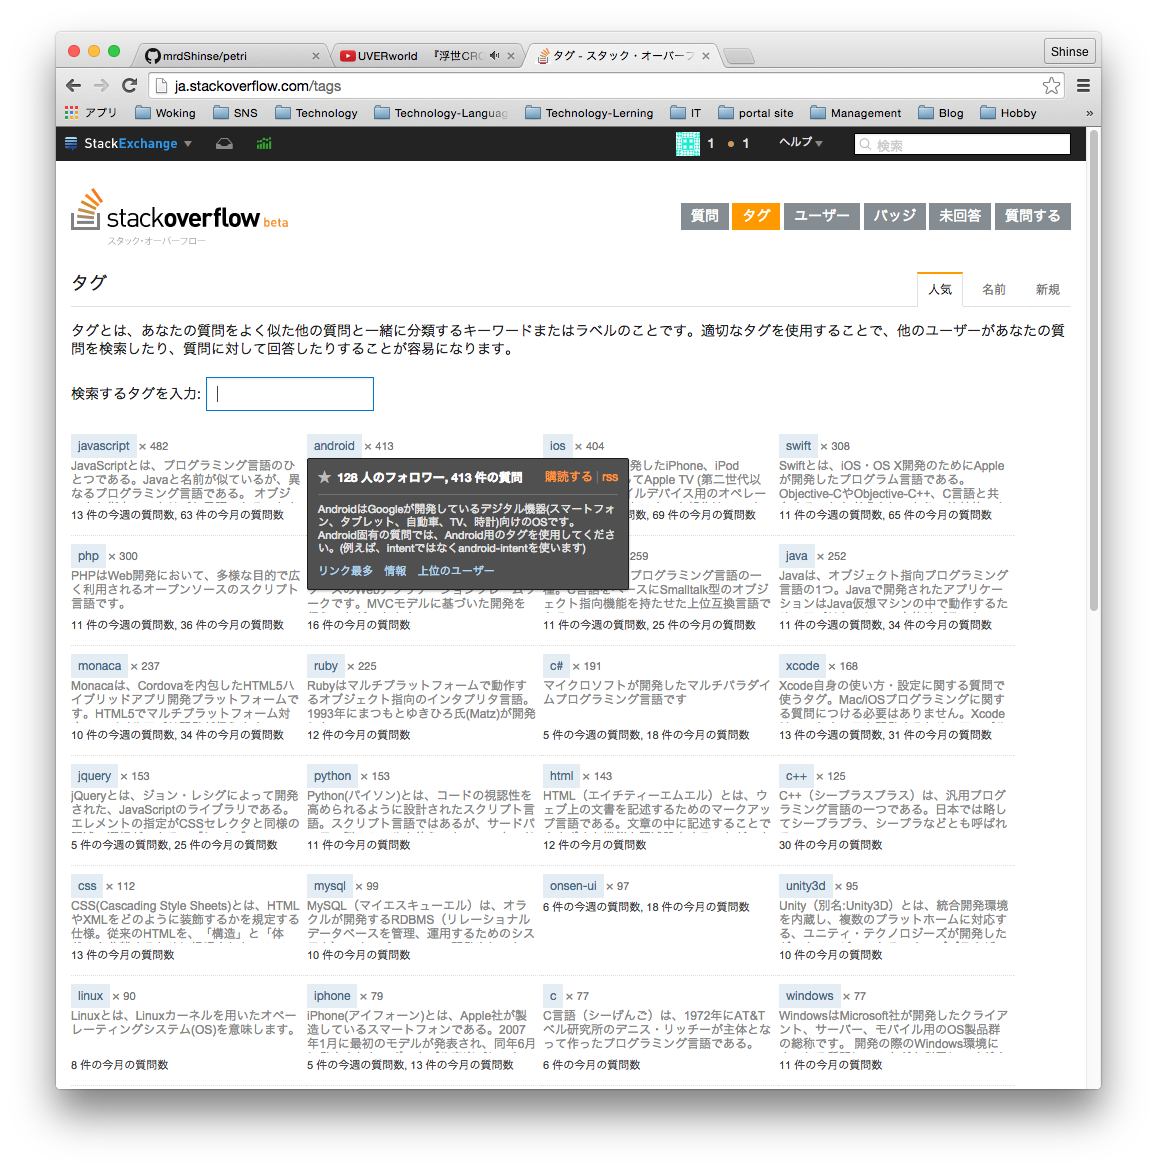 mrdShinse/petri
UVERworld 『浮世CRO
タグ - スタック・オーバーフ
Shinse
ja.stackoverflow.com/tags
アプリ
Woking
SNS
Technology
Technology-Languag
Technology-Lerning
IT
portal site
Management
Blog
Hobby
»
StackExchange
1 ● 1
ヘルプ
検索
stackoverflow beta
スタック・オーバーフロー
質問
タグ
ユーザー
バッジ
未回答
質問する
タグ
人気
名前
新規
タグとは、あなたの質問をよく似た他の質問と一緒に分類するキーワードまたはラベルのことです。適切なタグを使用することで、他のユーザーがあなたの質
問を検索したり、質問に対して回答したりすることが容易になります。
検索するタグを入力:
javascript × 482
JavaScriptとは、プログラミング言語のひ
とつである。Javaと名前が似ているが、異
なるプログラミング言語である。 オブジ
13 件の今週の質問数, 63 件の今月の質問数
android × 413
128 人のフォロワー, 413 件の質問
購読する | rss
AndroidはGoogleが開発しているデジタル機器(スマートフォ
ン、タブレット、自動車、TV、時計)向けのOSです。
Android固有の質問では、Android用のタグを使用してくださ
い。(例えば、intentではなくandroid-intentを使います)
リンク最多 情報 上位のユーザー
ios × 404
発したiPhone、iPod
てApple TV (第二世代以
イルデバイス用のオペレー
69 件の今月の質問数
swift × 308
Swiftとは、iOS・OS X開発のためにApple
が開発したプログラム言語である。
Objective-CやObjective-C++、C言語と共
11 件の今週の質問数, 65 件の今月の質問数
php × 300
PHPはWeb開発において、多様な目的で広
く利用されるオープンソースのスクリプト
言語です。
11 件の今週の質問数, 36 件の今月の質問数
ークです。MVCモデルに基づいた開発を
16 件の今月の質問数
259
プログラミング言語の一
種。C言語をベースにSmalltalk型のオブジ
ェクト指向機能を持たせた上位互換言語で
11 件の今週の質問数, 25 件の今月の質問数
java × 252
Javaは、オブジェクト指向プログラミング
言語の1つ。Javaで開発されたアプリケー
ションはJava仮想マシンの中で動作するた
11 件の今週の質問数, 34 件の今月の質問数
monaca × 237
Monacaは、Cordovaを内包したHTML5ハ
イブリッドアプリ開発プラットフォームで
す。HTML5でマルチプラットフォーム対
10 件の今週の質問数, 34 件の今月の質問数
ruby × 225
Rubyはマルチプラットフォームで動作す
るオブジェクト指向のインタプリタ言語。
1993年にまつもとゆきひろ氏(Matz)が開発
12 件の今月の質問数
c# × 191
マイクロソフトが開発したマルチパラダイ
ムプログラミング言語です
5 件の今週の質問数, 18 件の今月の質問数
xcode × 168
Xcode自身の使い方・設定に関する質問で
使うタグ。Mac/iOSプログラミングに関す
る質問につける必要はありません。Xcode
13 件の今週の質問数, 31 件の今月の質問数
jquery × 153
jQueryとは、ジョン・レシグによって開発
された、JavaScriptのライブラリである。
エレメントの指定がCSSセレクタと同様の
5 件の今週の質問数, 25 件の今月の質問数
python × 153
Python(パイソン)とは、コードの視認性を
高められるように設計されたスクリプト言
語。スクリプト言語ではあるが、サードパ
11 件の今月の質問数
html × 143
HTML（エイチティーエムエル）とは、ウ
ェブ上の文書を記述するためのマークアッ
プ言語である。文章の中に記述することで
12 件の今月の質問数
c++ × 125
C++（シープラスプラス）は、汎用プログ
ラミング言語の一つである。日本では略し
てシープラプラ、シープラなどとも呼ばれ
30 件の今月の質問数
css × 112
CSS(Cascading Style Sheets)とは、HTML
やXMLをどのように装飾するかを規定する
仕様。従来のHTMLを、「構造」と「体
13 件の今月の質問数
mysql × 99
MySQL（マイエスキューエル）は、オラ
クルが開発するRDBMS（リレーショナル
データベースを管理、運用するためのシス
10 件の今月の質問数
onsen-ui × 97
6 件の今週の質問数, 18 件の今月の質問数
unity3d × 95
Unity（別名:Unity3D）とは、統合開発環境
を内蔵し、複数のプラットホームに対応す
る、ユニティ・テクノロジーズが開発した
10 件の今月の質問数
linux × 90
Linuxとは、Linuxカーネルを用いたオペレ
ーティングシステム(OS)を意味します。
8 件の今月の質問数
iphone × 79
iPhone(アイフォーン)とは、Apple社が製
造しているスマートフォンである。2007
年1月に最初のモデルが発表され、同年6月
5 件の今週の質問数, 13 件の今月の質問数
c × 77
C言語（シーげんご）は、1972年にAT&T
ベル研究所のデニス・リッチーが主体とな
って作ったプログラミング言語である。
6 件の今月の質問数
windows × 77
WindowsはMicrosoft社が開発したクライア
ント、サーバー、モバイル用のOS製品群
の総称です。 開発の際のWindows環境に
11 件の今月の質問数